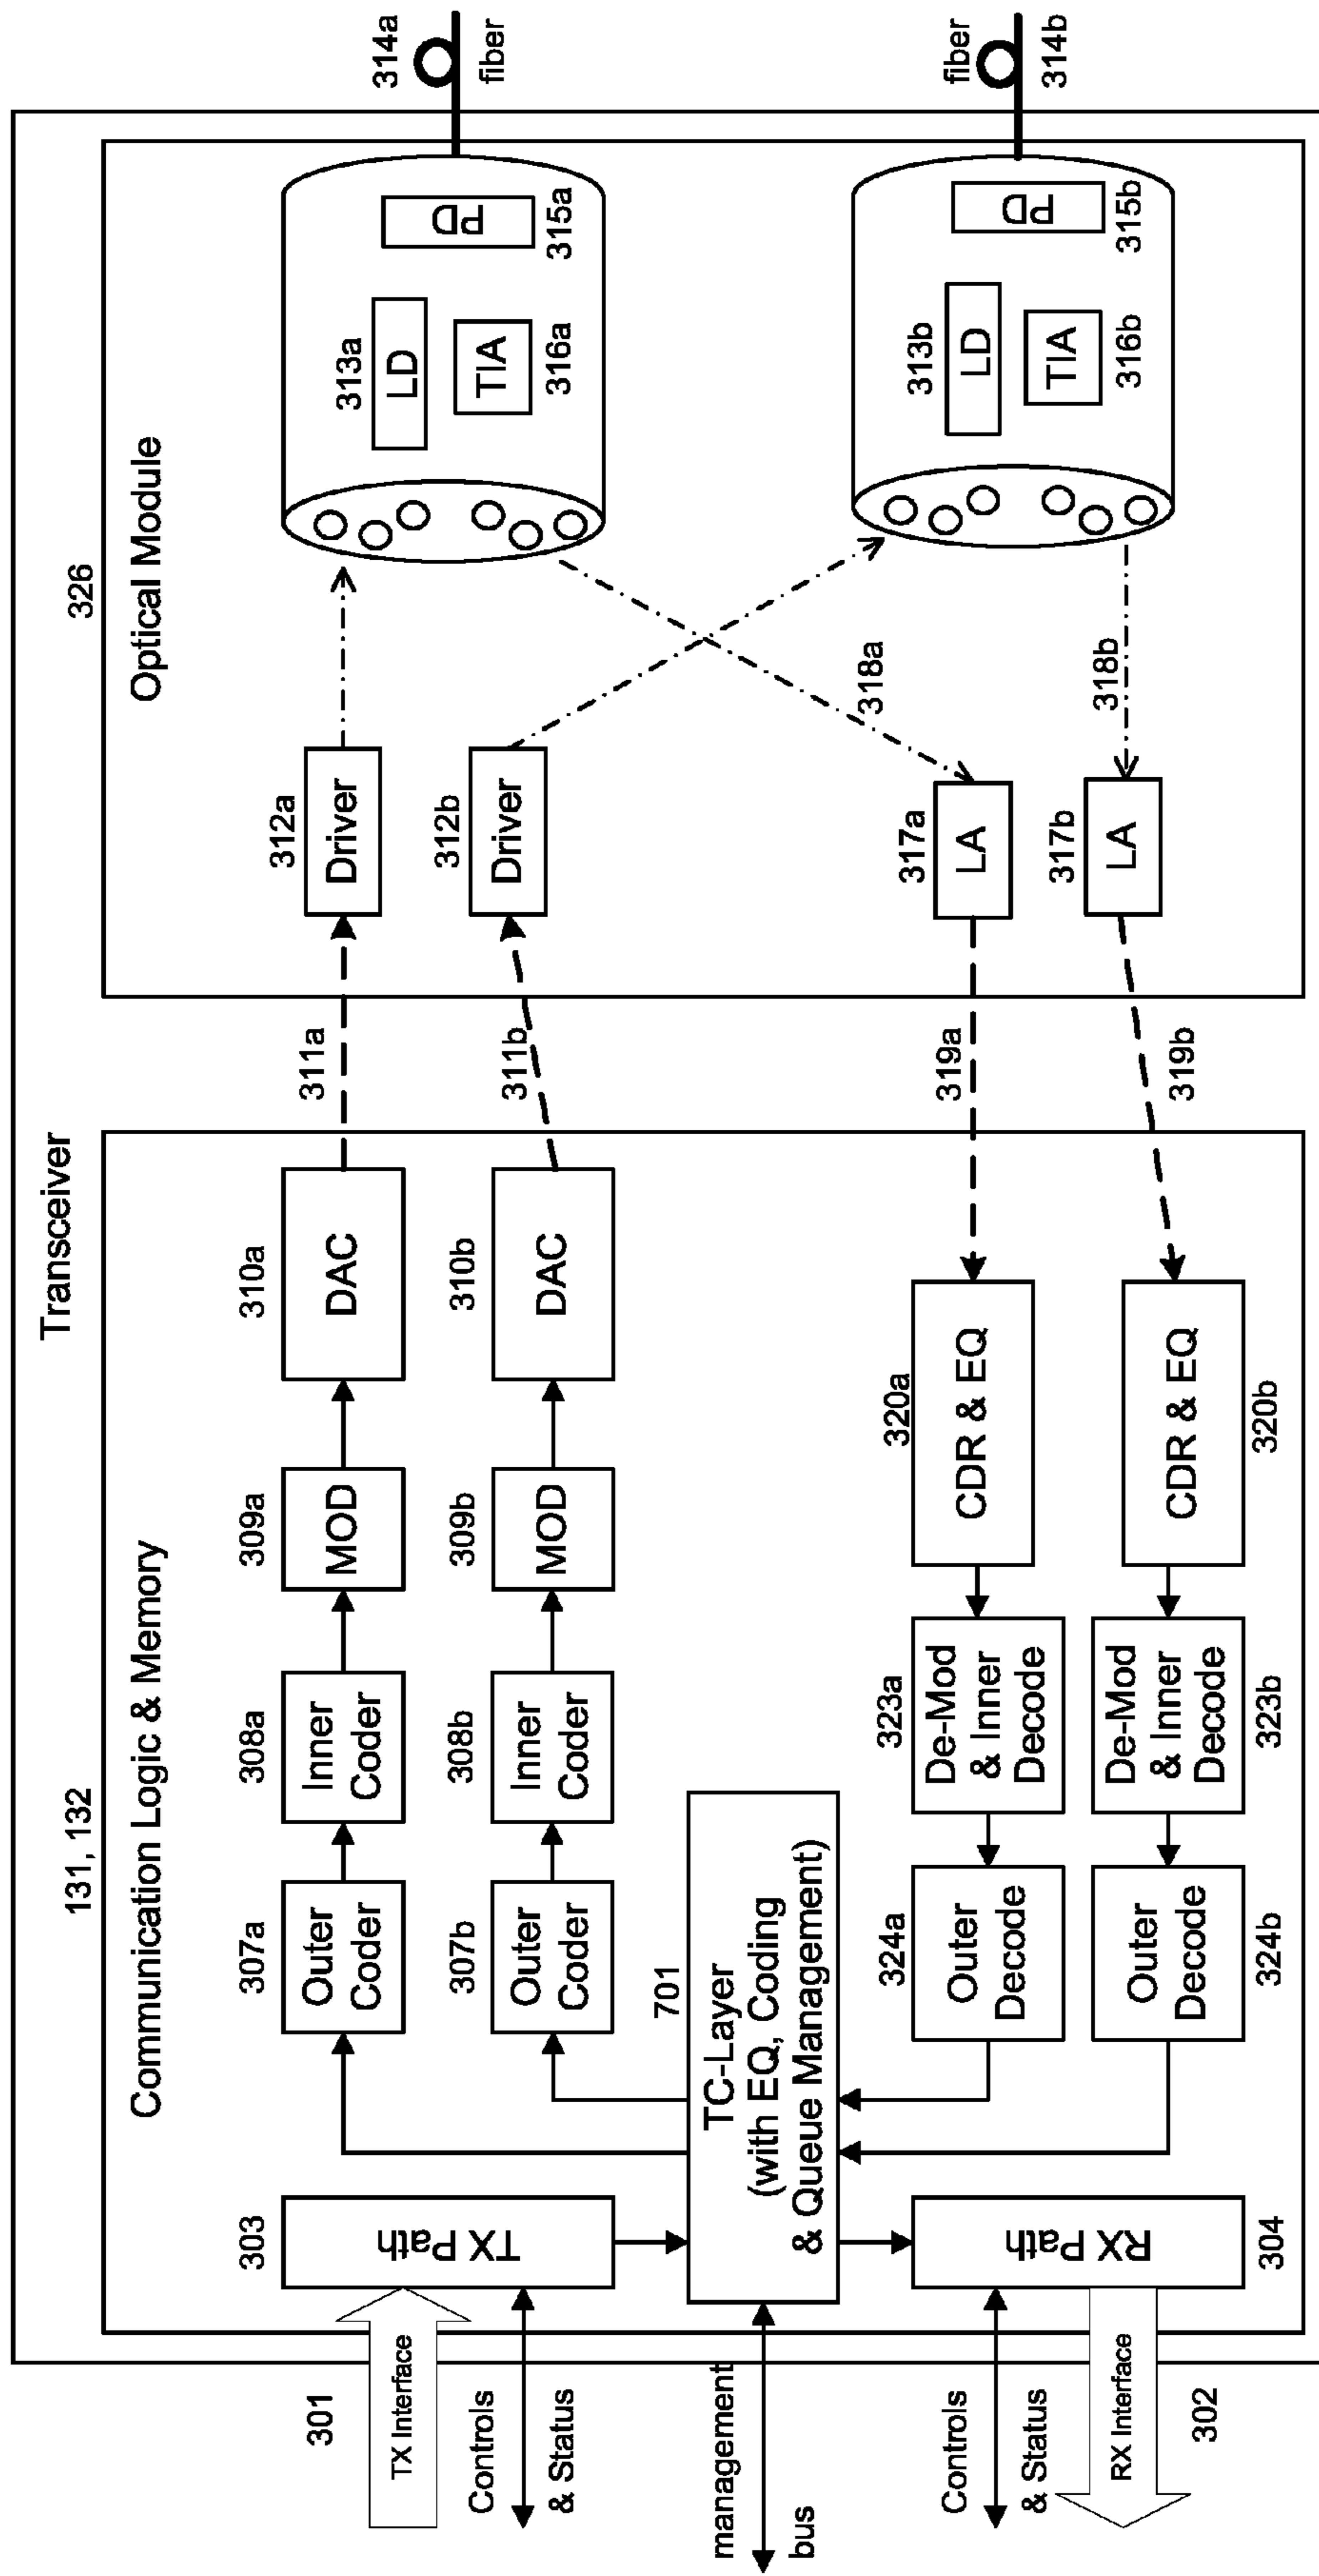 Transceiver
131, 132
Communication Logic & Memory
326
Optical Module
301
TX Interface
Controls
& Status
management
bus
Controls
& Status
RX Interface
302
303
TX Path
RX Path
304
701
TC-Layer
(with EQ, Coding
& Queue Management)
307a
Outer
Coder
308a
Inner
Coder
309a
MOD
310a
DAC
311a
307b
Outer
Coder
308b
Inner
Coder
309b
MOD
310b
DAC
311b
324a
Outer
Decode
323a
De-Mod
& Inner
Decode
320a
CDR & EQ
319a
Outer
Decode
324b
De-Mod
& Inner
Decode
323b
CDR & EQ
320b
319b
312a
Driver
312b
Driver
317a
LA
318a
317b
LA
318b
313a
LD
TIA
316a
PD
315a
314a
fiber
313b
LD
TIA
316b
PD
315b
fiber
314b